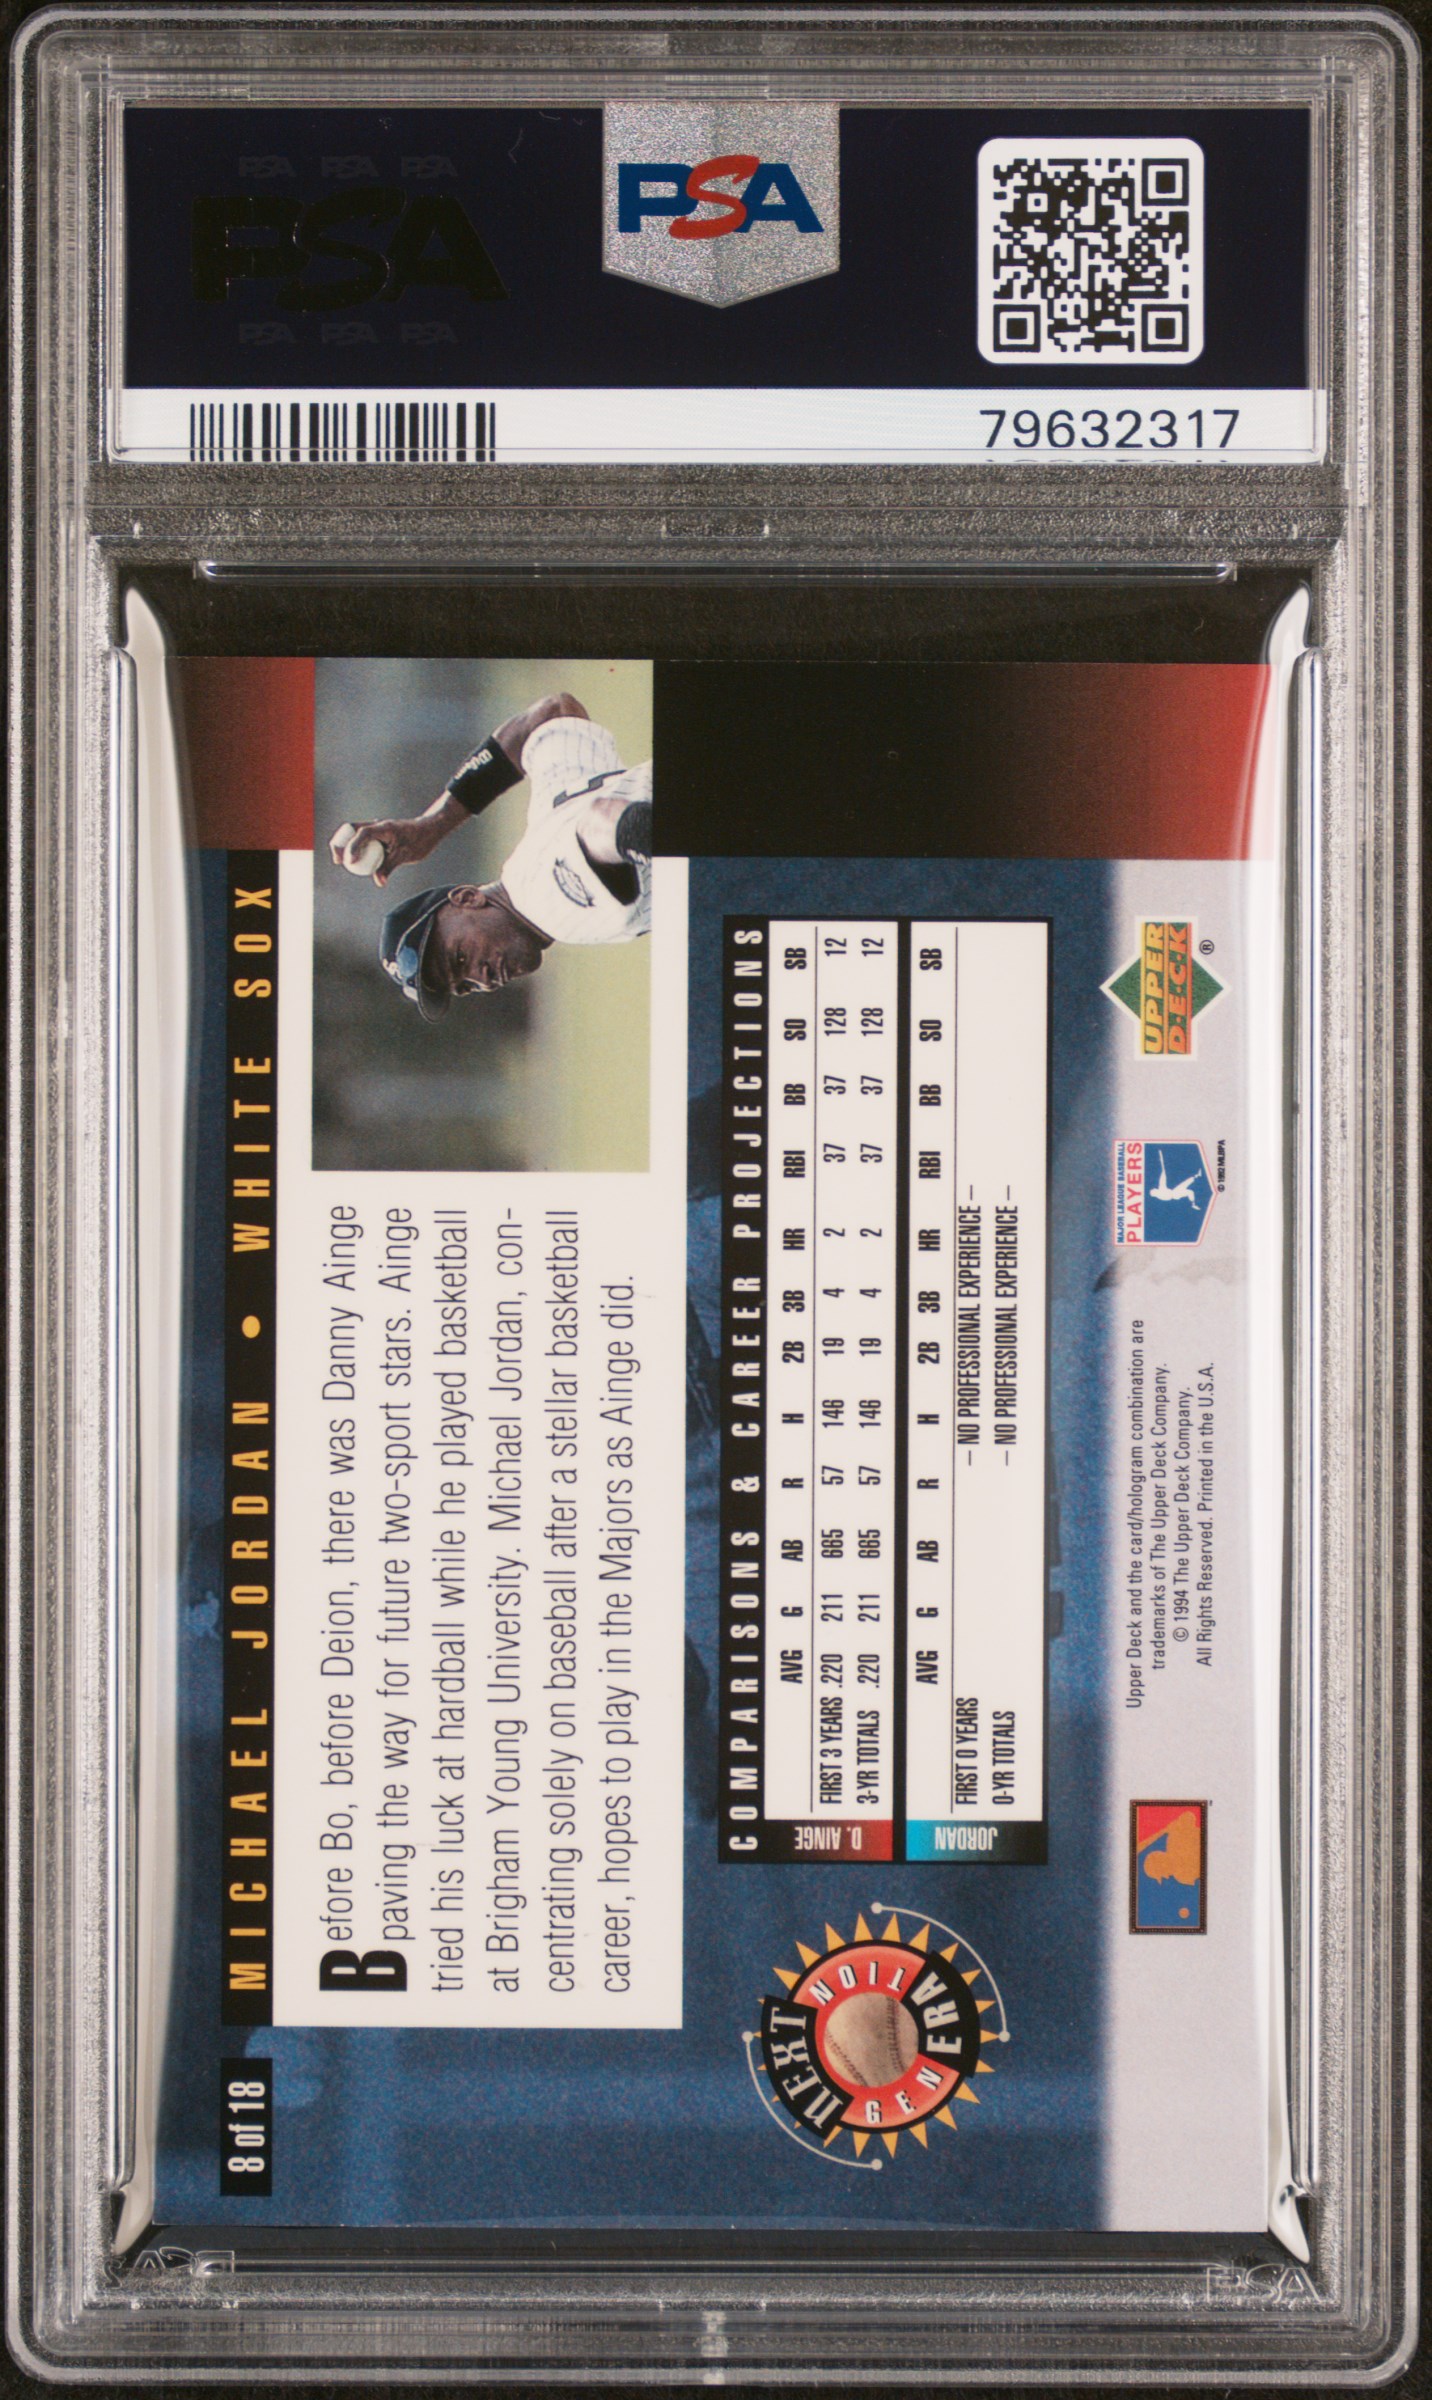 PSA PSA PSA
PSA
PSA PSA PSA
PSA
79632317
8 of 18
MICHAEL JORDAN • WHITE SOX
Before Bo, before Deion, there was Danny Ainge
paving the way for future two-sport stars. Ainge
tried his luck at hardball while he played basketball
at Brigham Young University. Michael Jordan, con-
centrating solely on baseball after a stellar basketball
career, hopes to play in the Majors as Ainge did.
Wilson
NEXT
GENERATION
COMPARISONS & CAREER PROJECTIONS
D. AINGE
AVG G AB R H 2B 3B HR RBI BB SO SB
FIRST 3 YEARS .220 211 665 57 146 19 4 2 37 37 128 12
3-YR TOTALS .220 211 665 57 146 19 4 2 37 37 128 12
JORDAN
AVG G AB R H 2B 3B HR RBI BB SO SB
FIRST 0 YEARS — NO PROFESSIONAL EXPERIENCE —
0-YR TOTALS — NO PROFESSIONAL EXPERIENCE —
Upper Deck and the card/hologram combination are
trademarks of The Upper Deck Company.
© 1994 The Upper Deck Company.
All Rights Reserved. Printed in the U.S.A.
MAJOR LEAGUE BASEBALL
PLAYERS
© 1992 MLBPA
UPPER
D·E·C·K
®
PSA
PSA